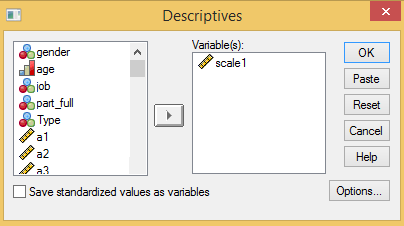 Descriptives
Variable(s):
gender
age
job
part_full
Type
a1
a2
a3
scale1
OK
Paste
Reset
Cancel
Help
Save standardized values as variables
Options...